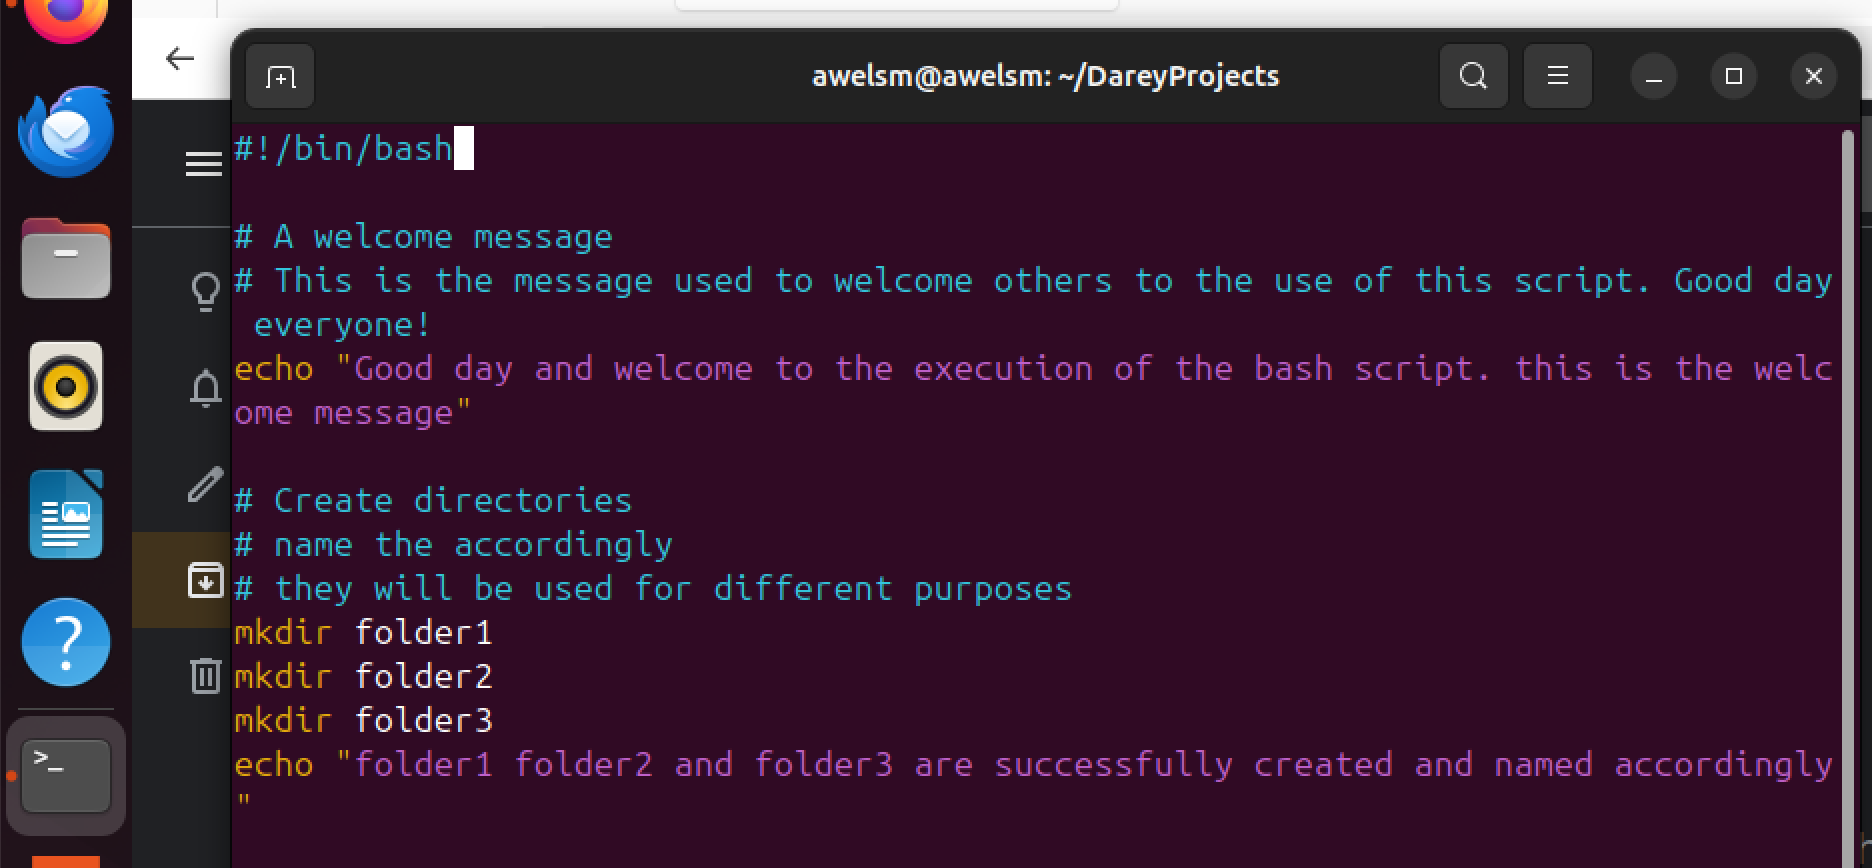 awelsm@awelsm: ~/DareyProjects
#!/bin/bash
# A welcome message
# This is the message used to welcome others to the use of this script. Good day
everyone!
echo "Good day and welcome to the execution of the bash script. this is the welc
ome message"
# Create directories
# name the accordingly
# they will be used for different purposes
mkdir folder1
mkdir folder2
mkdir folder3
echo "folder1 folder2 and folder3 are successfully created and named accordingly
"